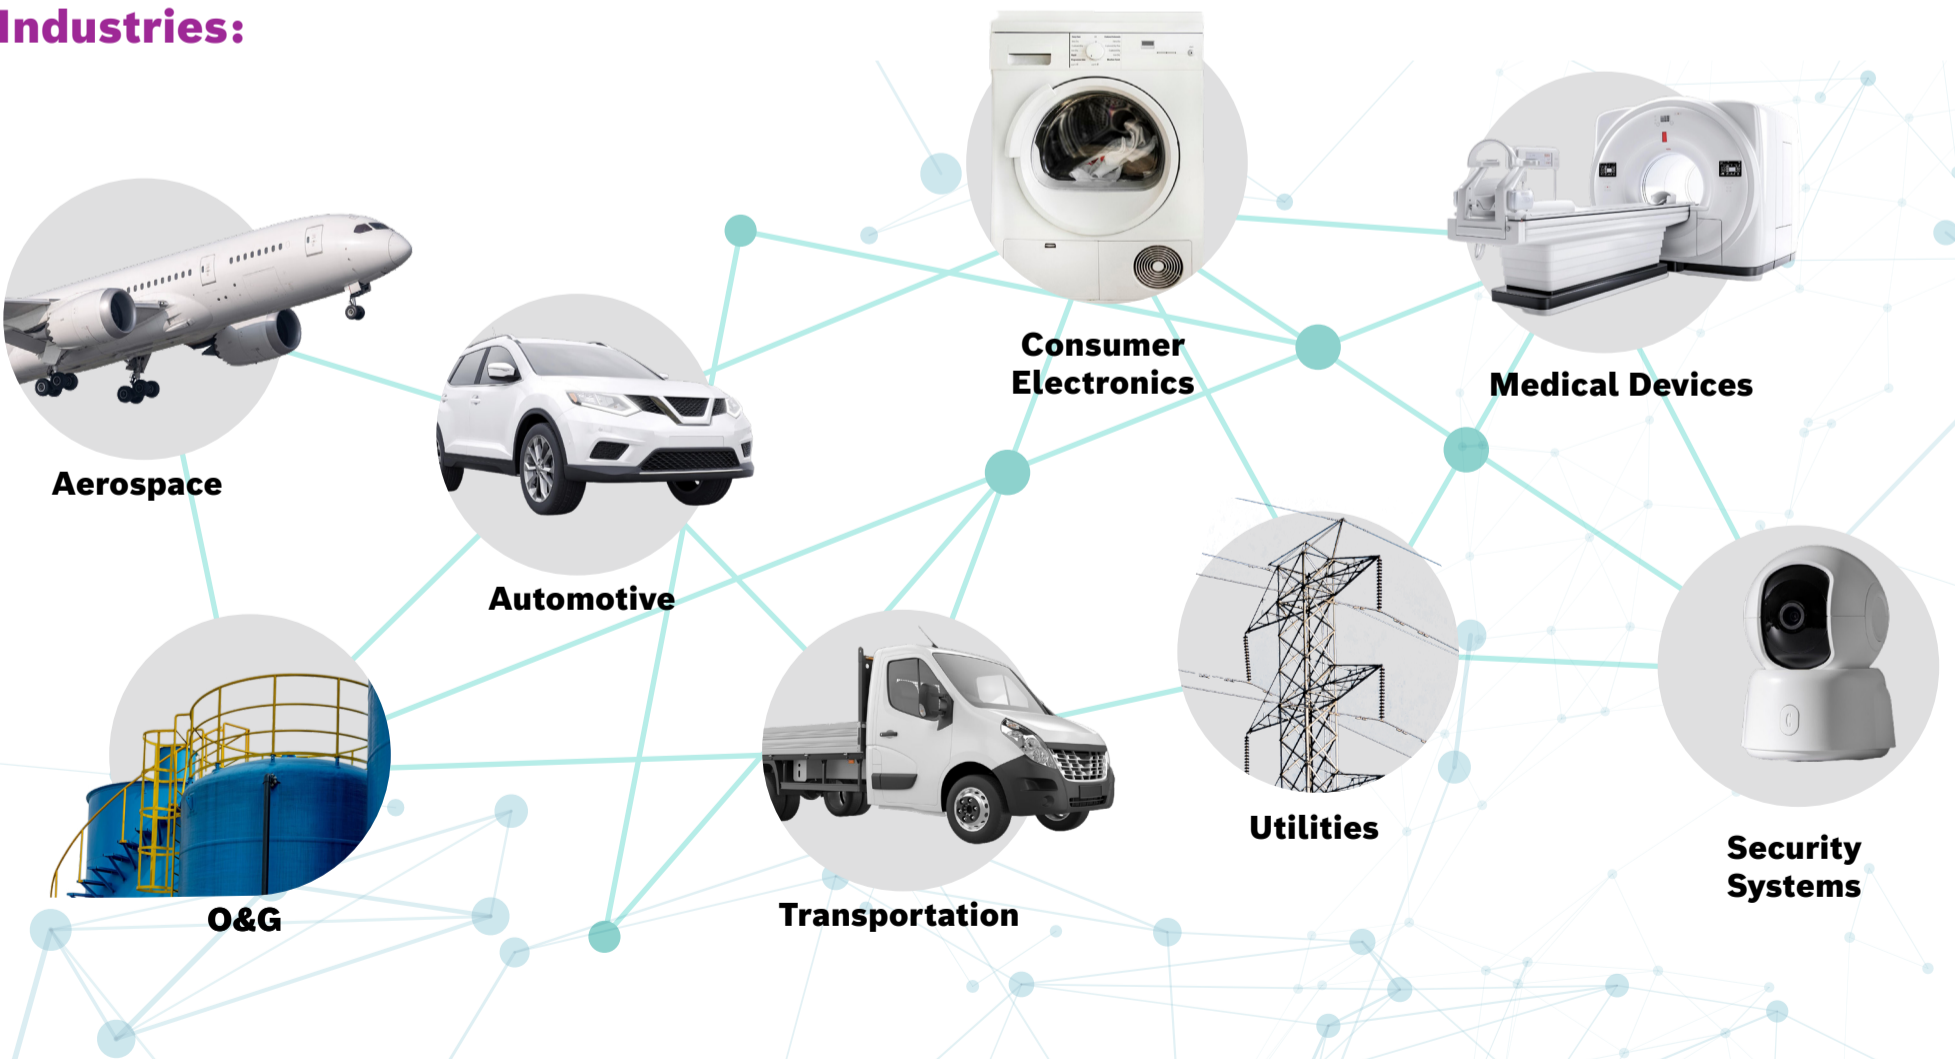 Industries:
Consumer
Electronics
Medical Devices
Aerospace
Automotive
Utilities
Security
Systems
O&G
Transportation